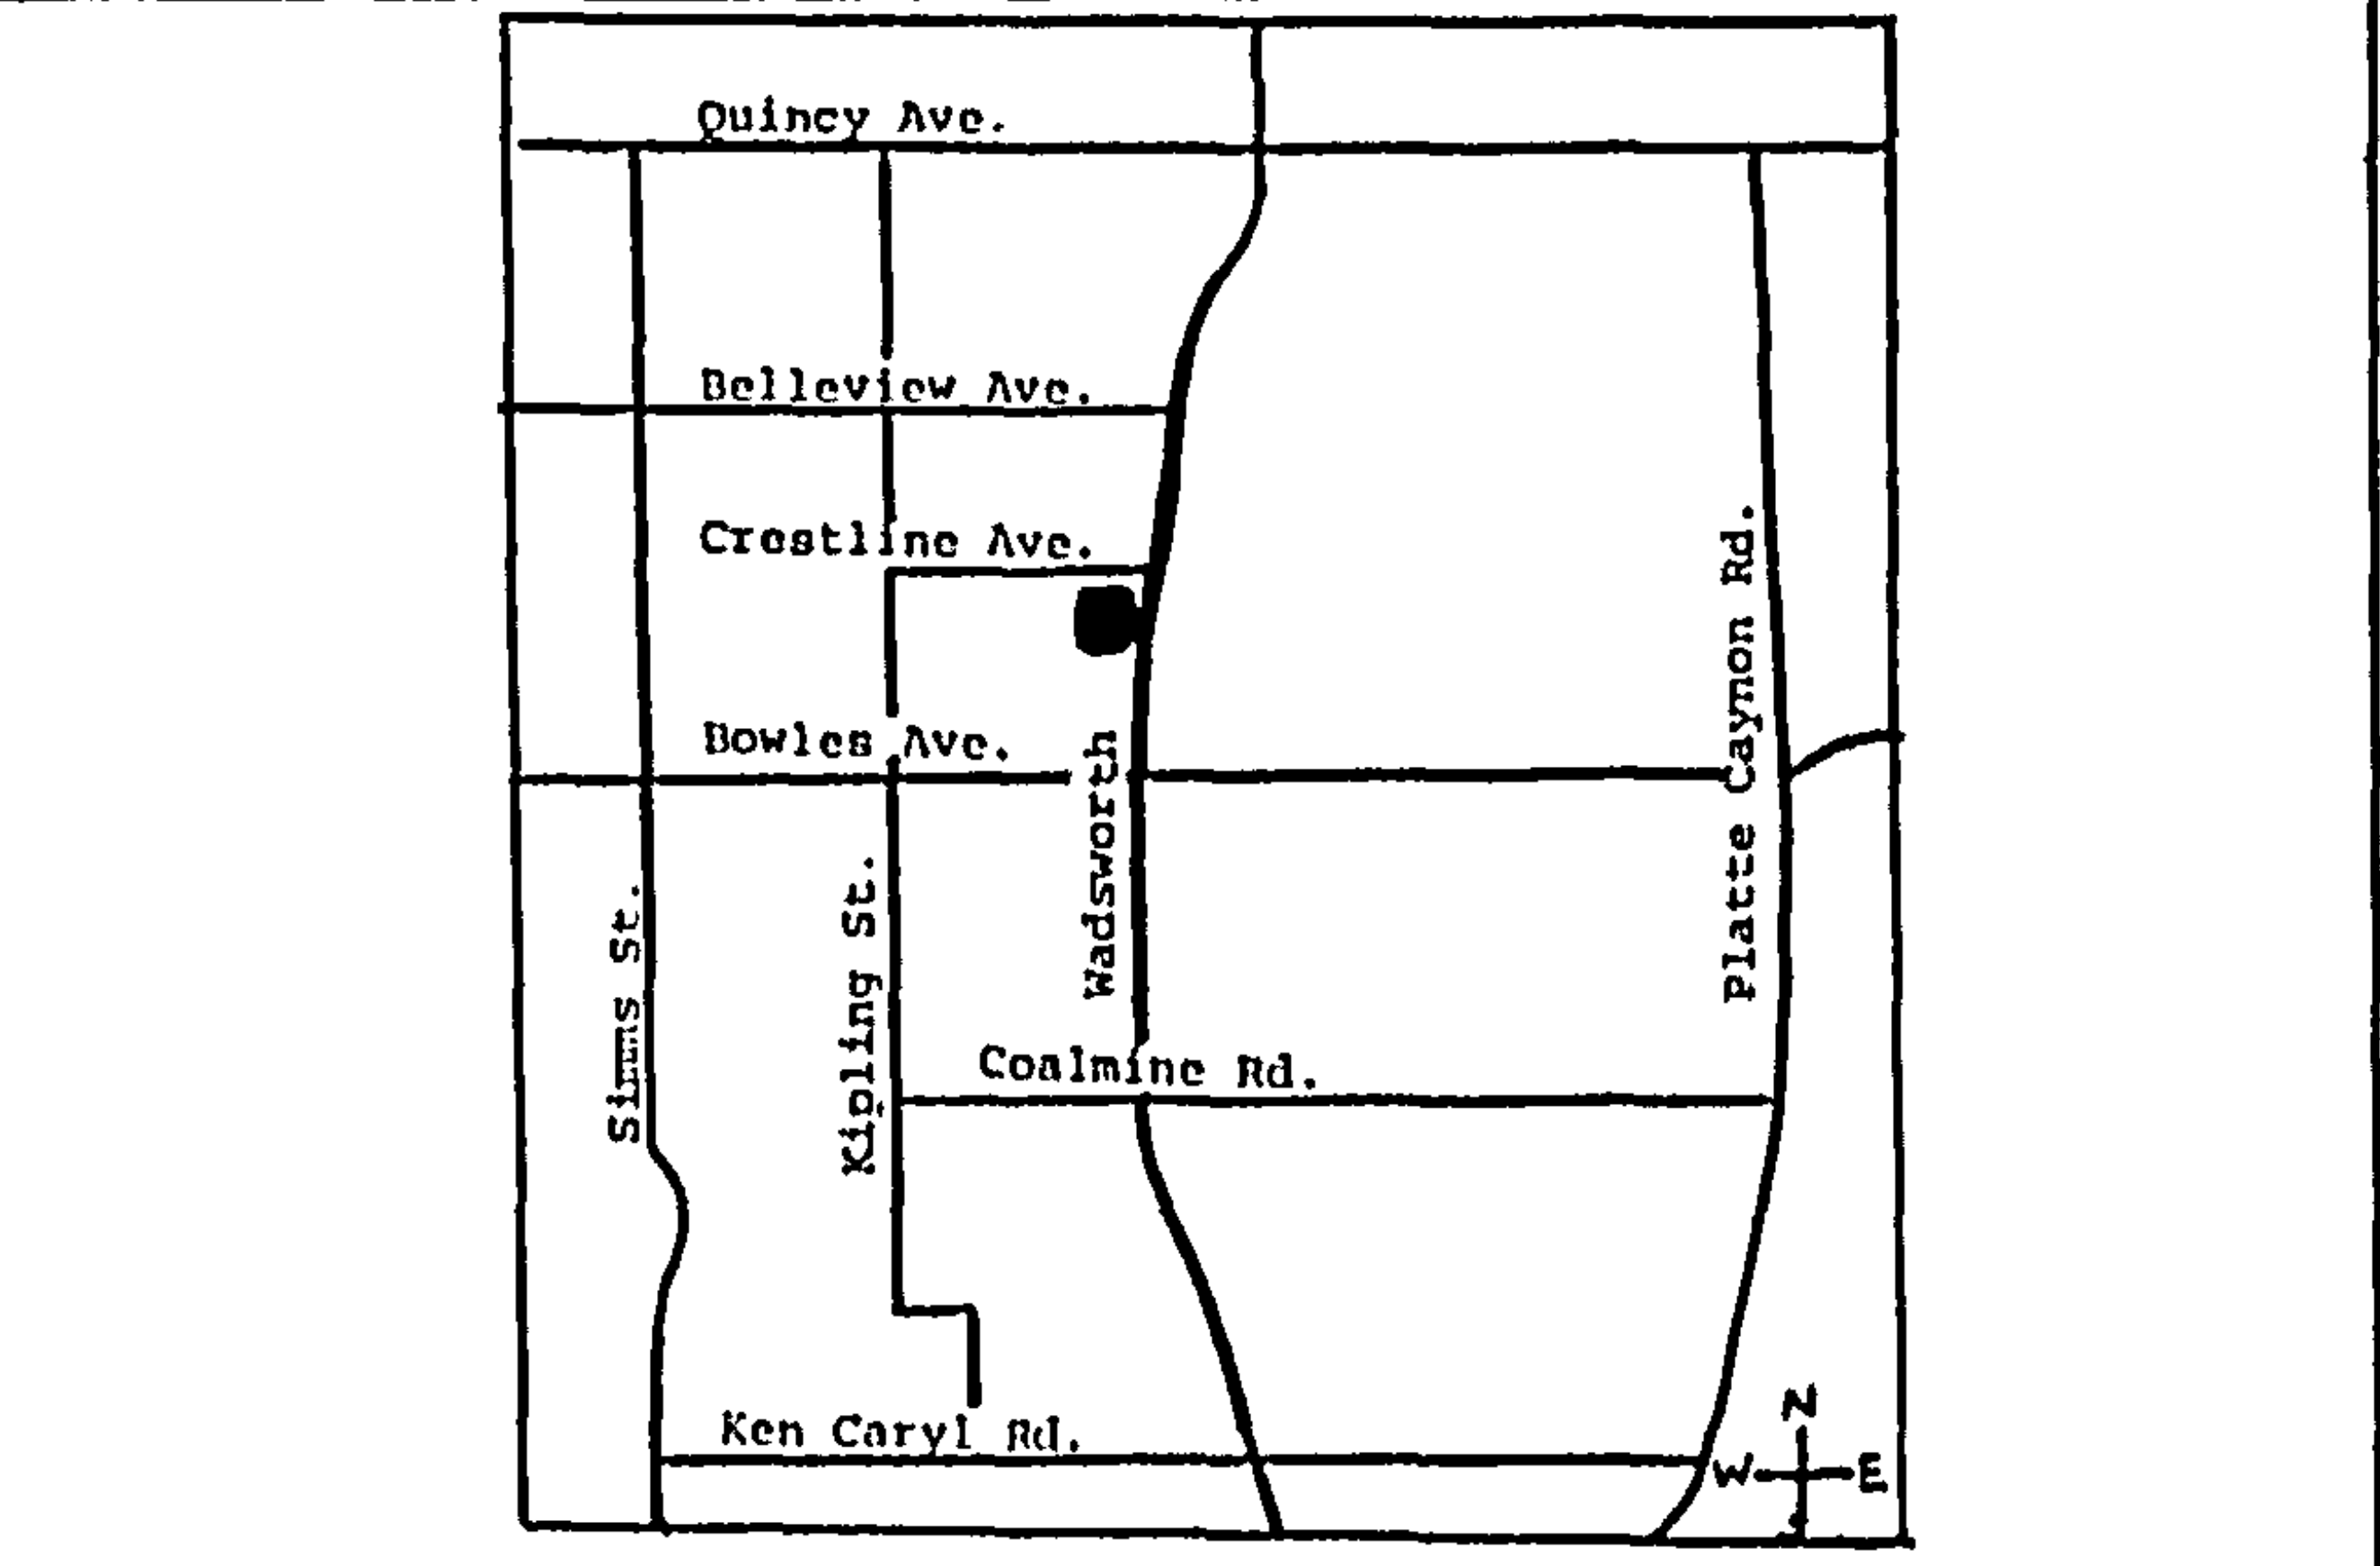 Quincy Ave.
Belleview Ave.
Crestline Ave.
Bowles Ave.
Wadsworth
Platte Caynon Rd.
Simms St.
Kipling St.
Coalmine Rd.
Ken Caryl Rd.
N
W
E